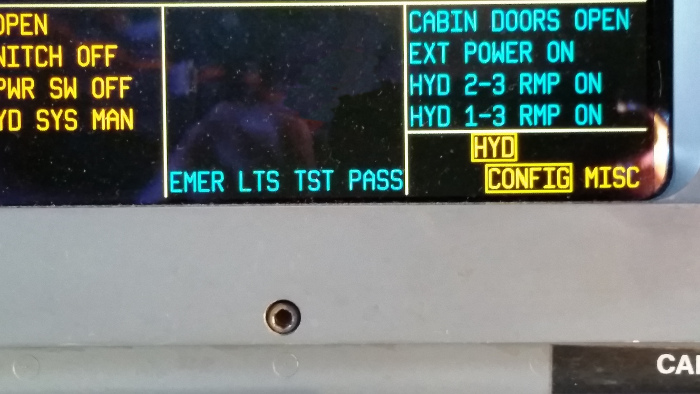 OPEN
NITCH OFF
PWR SW OFF
YD SYS MAN
EMER LTS TST PASS
CABIN DOORS OPEN
EXT POWER ON
HYD 2-3 RMP ON
HYD 1-3 RMP ON
HYD
CONFIG MISC
CA